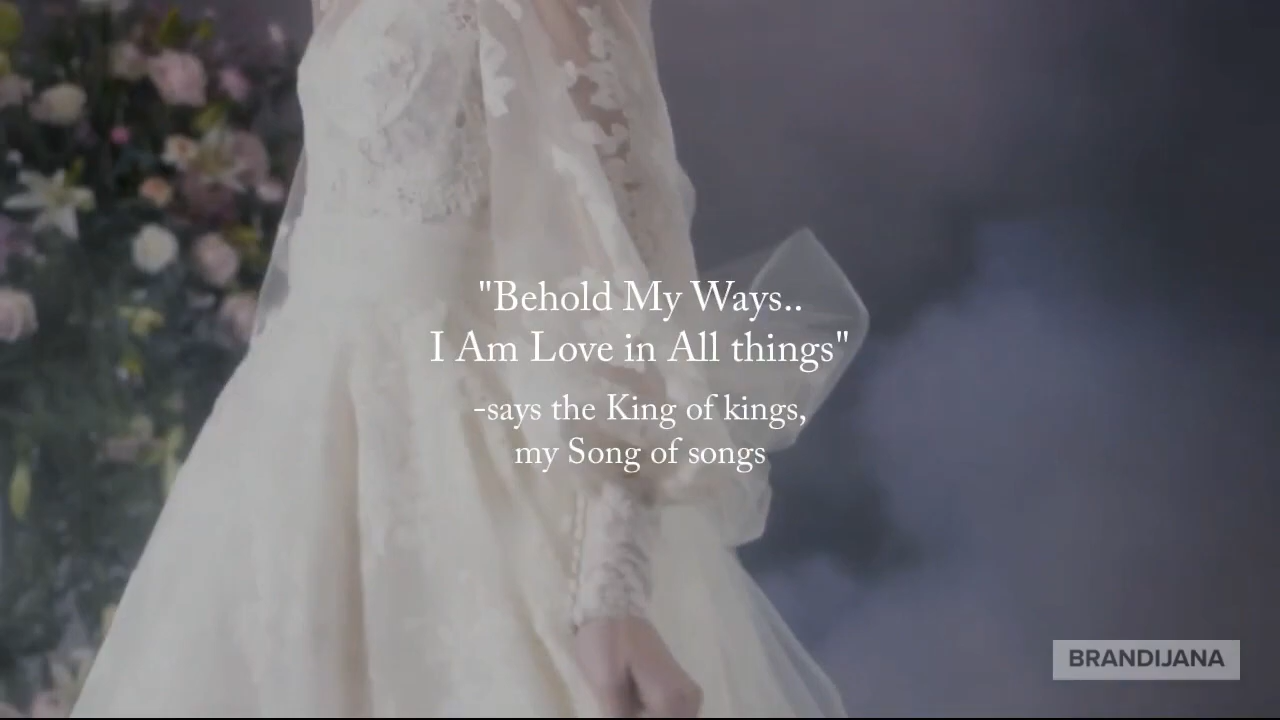 "Behold My Ways..
I Am Love in All things"
-says the King of kings,
my Song of songs
BRANDIJANA